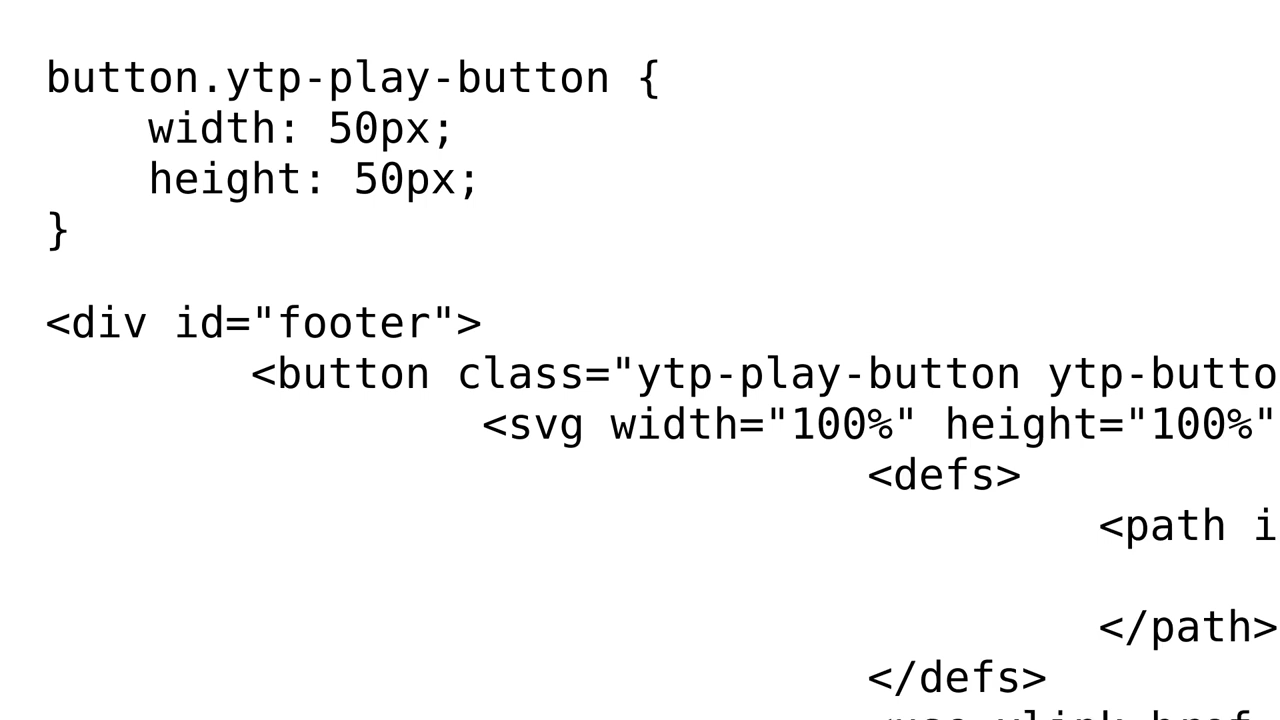 button.ytp-play-button {
    width: 50px;
    height: 50px;
}
<div id="footer">
        <button class="ytp-play-button ytp-butto
                 <svg width="100%" height="100%"
                                <defs>
                                         <path i
                                         </path>
                                </defs>